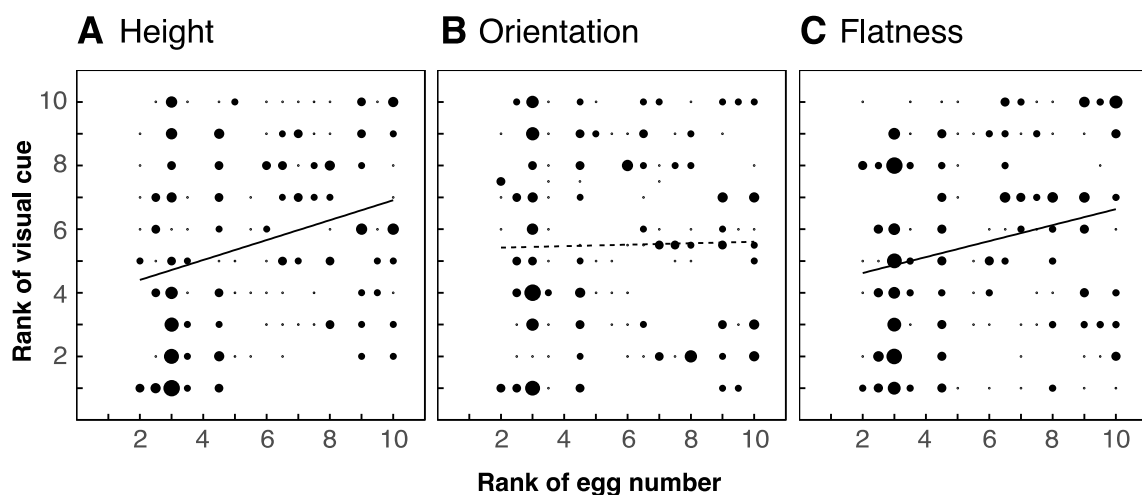 A Height
B Orientation
C Flatness
Rank of visual cue
10
8
6
4
2
2 4 6 8 10
2 4 6 8 10
2 4 6 8 10
Rank of egg number